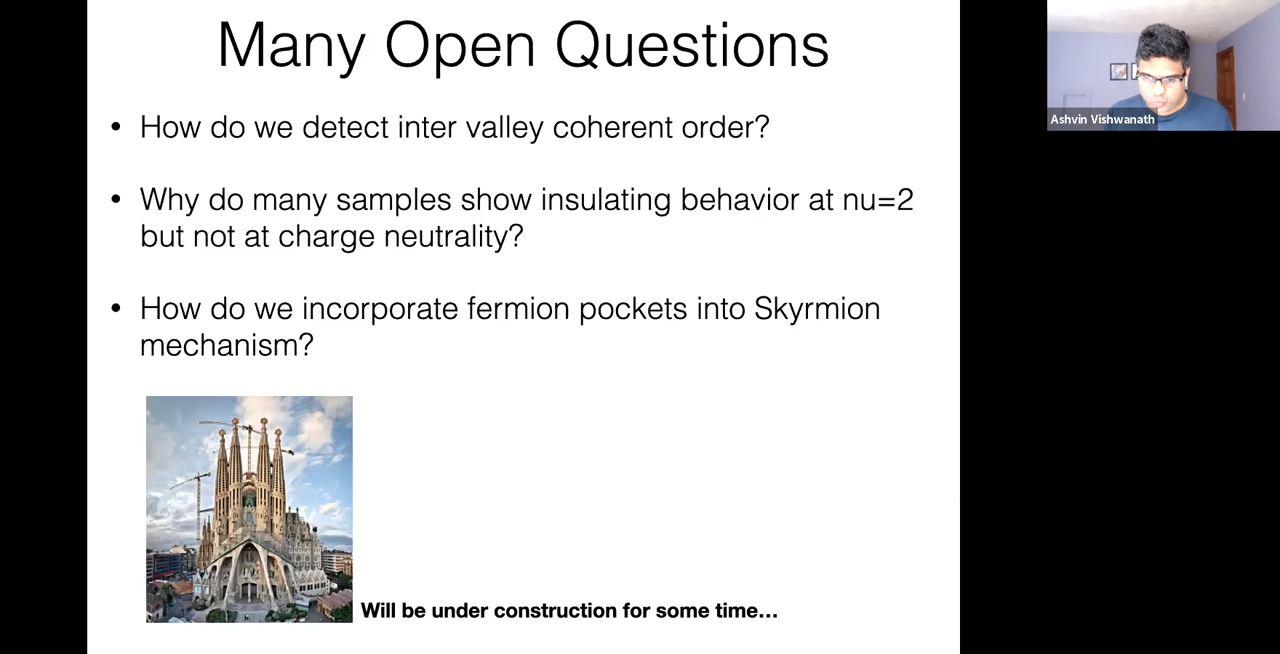 Many Open Questions
Ashvin Vishwanath
• How do we detect inter valley coherent order?
• Why do many samples show insulating behavior at nu=2
but not at charge neutrality?
• How do we incorporate fermion pockets into Skyrmion
mechanism?
Will be under construction for some time...